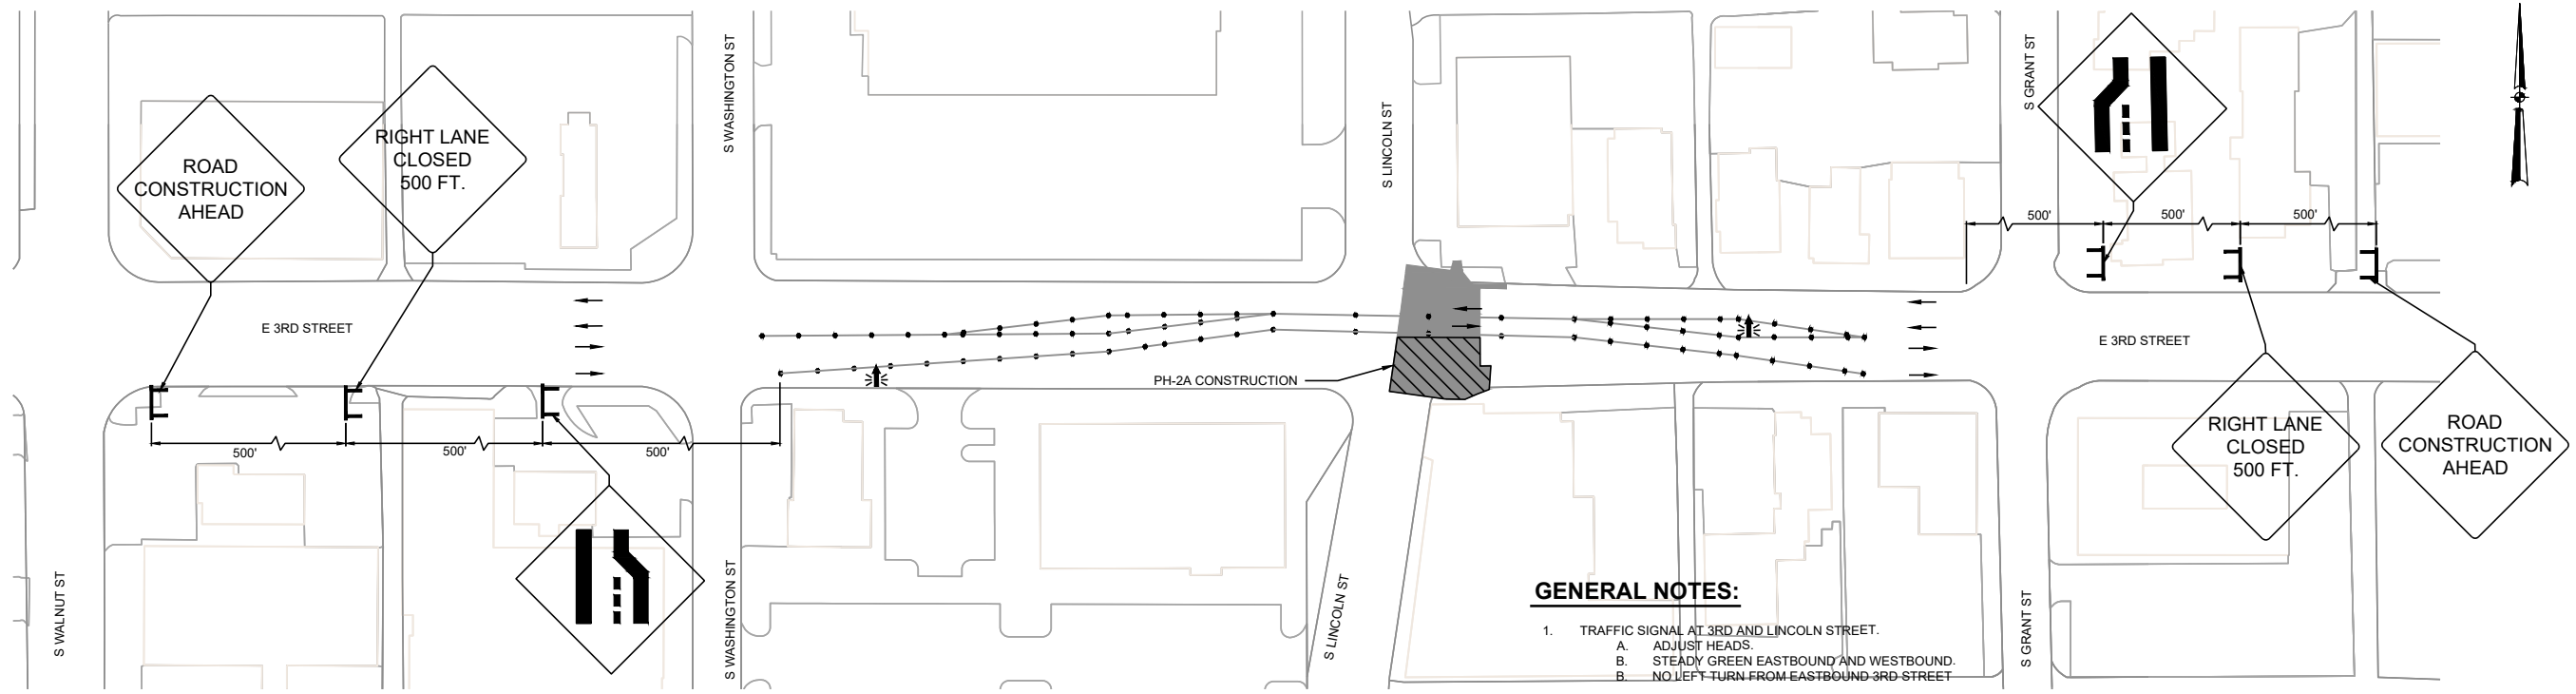 ROAD
CONSTRUCTION
AHEAD
RIGHT LANE
CLOSED
500 FT.
S WASHINGTON ST
S LINCOLN ST
S GRANT ST
500'
500'
500'
E 3RD STREET
E 3RD STREET
PH-2A CONSTRUCTION
500'
500'
500'
RIGHT LANE
CLOSED
500 FT.
ROAD
CONSTRUCTION
AHEAD
S WALNUT ST
S WASHINGTON ST
S LINCOLN ST
S GRANT ST
GENERAL NOTES:
1. TRAFFIC SIGNAL AT 3RD AND LINCOLN STREET.
A. ADJUST HEADS.
B. STEADY GREEN EASTBOUND AND WESTBOUND.
B. NO LEFT TURN FROM EASTBOUND 3RD STREET